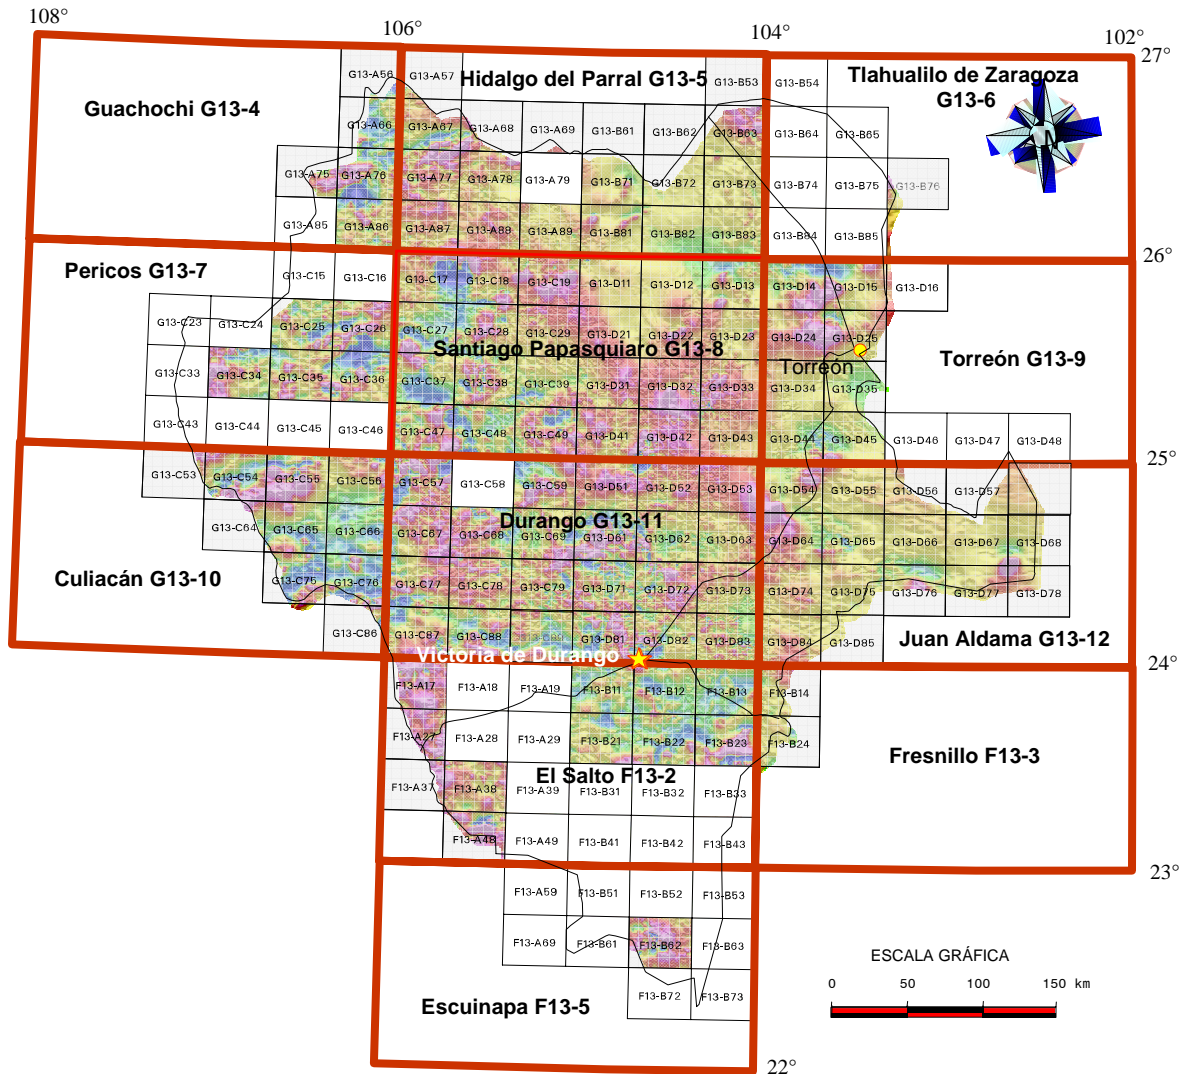 108°
106°
104°
102°
27°
G13-A56
G13-A57
Hidalgo del Parral G13-5
G13-B53
G13-B54
Tlahualilo de Zaragoza
G13-6
Guachochi G13-4
G13-A66
G13-A67
G13-A68
G13-A69
G13-B61
G13-B62
G13-B63
G13-B64
G13-B65
N
G13-A75
G13-A76
G13-A77
G13-A78
G13-A79
G13-B71
G13-B72
G13-B73
G13-B74
G13-B75
G13-B76
G13-A85
G13-A86
G13-A87
G13-A88
G13-A89
G13-B81
G13-B82
G13-B83
G13-B84
G13-B85
26°
Pericos G13-7
G13-C15
G13-C16
G13-C17
G13-C18
G13-C19
G13-D11
G13-D12
G13-D13
G13-D14
G13-D15
G13-D16
G13-C23
G13-C24
G13-C25
G13-C26
G13-C27
G13-C28
G13-C29
G13-D21
G13-D22
G13-D23
G13-D24
G13-D25
Santiago Papasquiaro G13-8
Torreón
Torreón G13-9
G13-C33
G13-C34
G13-C35
G13-C36
G13-C37
G13-C38
G13-C39
G13-D31
G13-D32
G13-D33
G13-D34
G13-D35
G13-C43
G13-C44
G13-C45
G13-C46
G13-C47
G13-C48
G13-C49
G13-D41
G13-D42
G13-D43
G13-D44
G13-D45
G13-D46
G13-D47
G13-D48
25°
G13-C53
G13-C54
G13-C55
G13-C56
G13-C57
G13-C58
G13-C59
G13-D51
G13-D52
G13-D53
G13-D54
G13-D55
G13-D56
G13-D57
Durango G13-11
G13-C64
G13-C65
G13-C66
G13-C67
G13-C68
G13-C69
G13-D61
G13-D62
G13-D63
G13-D64
G13-D65
G13-D66
G13-D67
G13-D68
Culiacán G13-10
G13-C75
G13-C76
G13-C77
G13-C78
G13-C79
G13-D71
G13-D72
G13-D73
G13-D74
G13-D75
G13-D76
G13-D77
G13-D78
G13-C86
G13-C87
G13-C88
G13-C89
G13-D81
G13-D82
G13-D83
G13-D84
G13-D85
Juan Aldama G13-12
Victoria de Durango
24°
F13-A17
F13-A18
F13-A19
F13-B11
F13-B12
F13-B13
F13-B14
F13-A27
F13-A28
F13-A29
F13-B21
F13-B22
F13-B23
F13-B24
Fresnillo F13-3
El Salto F13-2
F13-A37
F13-A38
F13-A39
F13-B31
F13-B32
F13-B33
F13-A48
F13-A49
F13-B41
F13-B42
F13-B43
23°
F13-A59
F13-B51
F13-B52
F13-B53
F13-A69
F13-B61
F13-B62
F13-B63
F13-B72
F13-B73
Escuinapa F13-5
ESCALA GRÁFICA
0 50 100 150 km
22°